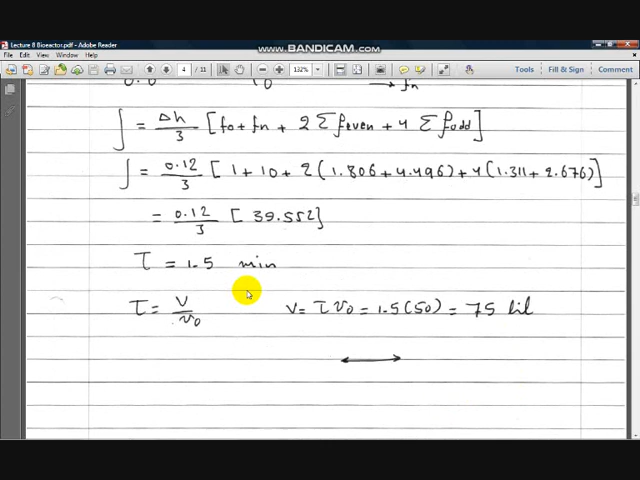 Lecture 8 Bioreactor.pdf - Adobe Reader
WWW.BANDICAM.COM
File Edit View Window Help
4 / 11 132% Tools Fill & Sign Comment
fn
∫ = Δh/3 [fo + fn + 2 Σ feven + 4 Σ fodd]
∫ = 0.12/3 [1 + 10 + 2(1.806 + 4.496) + 4(1.311 + 2.676)]
= 0.12/3 [39.552]
τ = 1.5 min
τ = V/v₀ V = τ v₀ = 1.5(50) = 75 lit